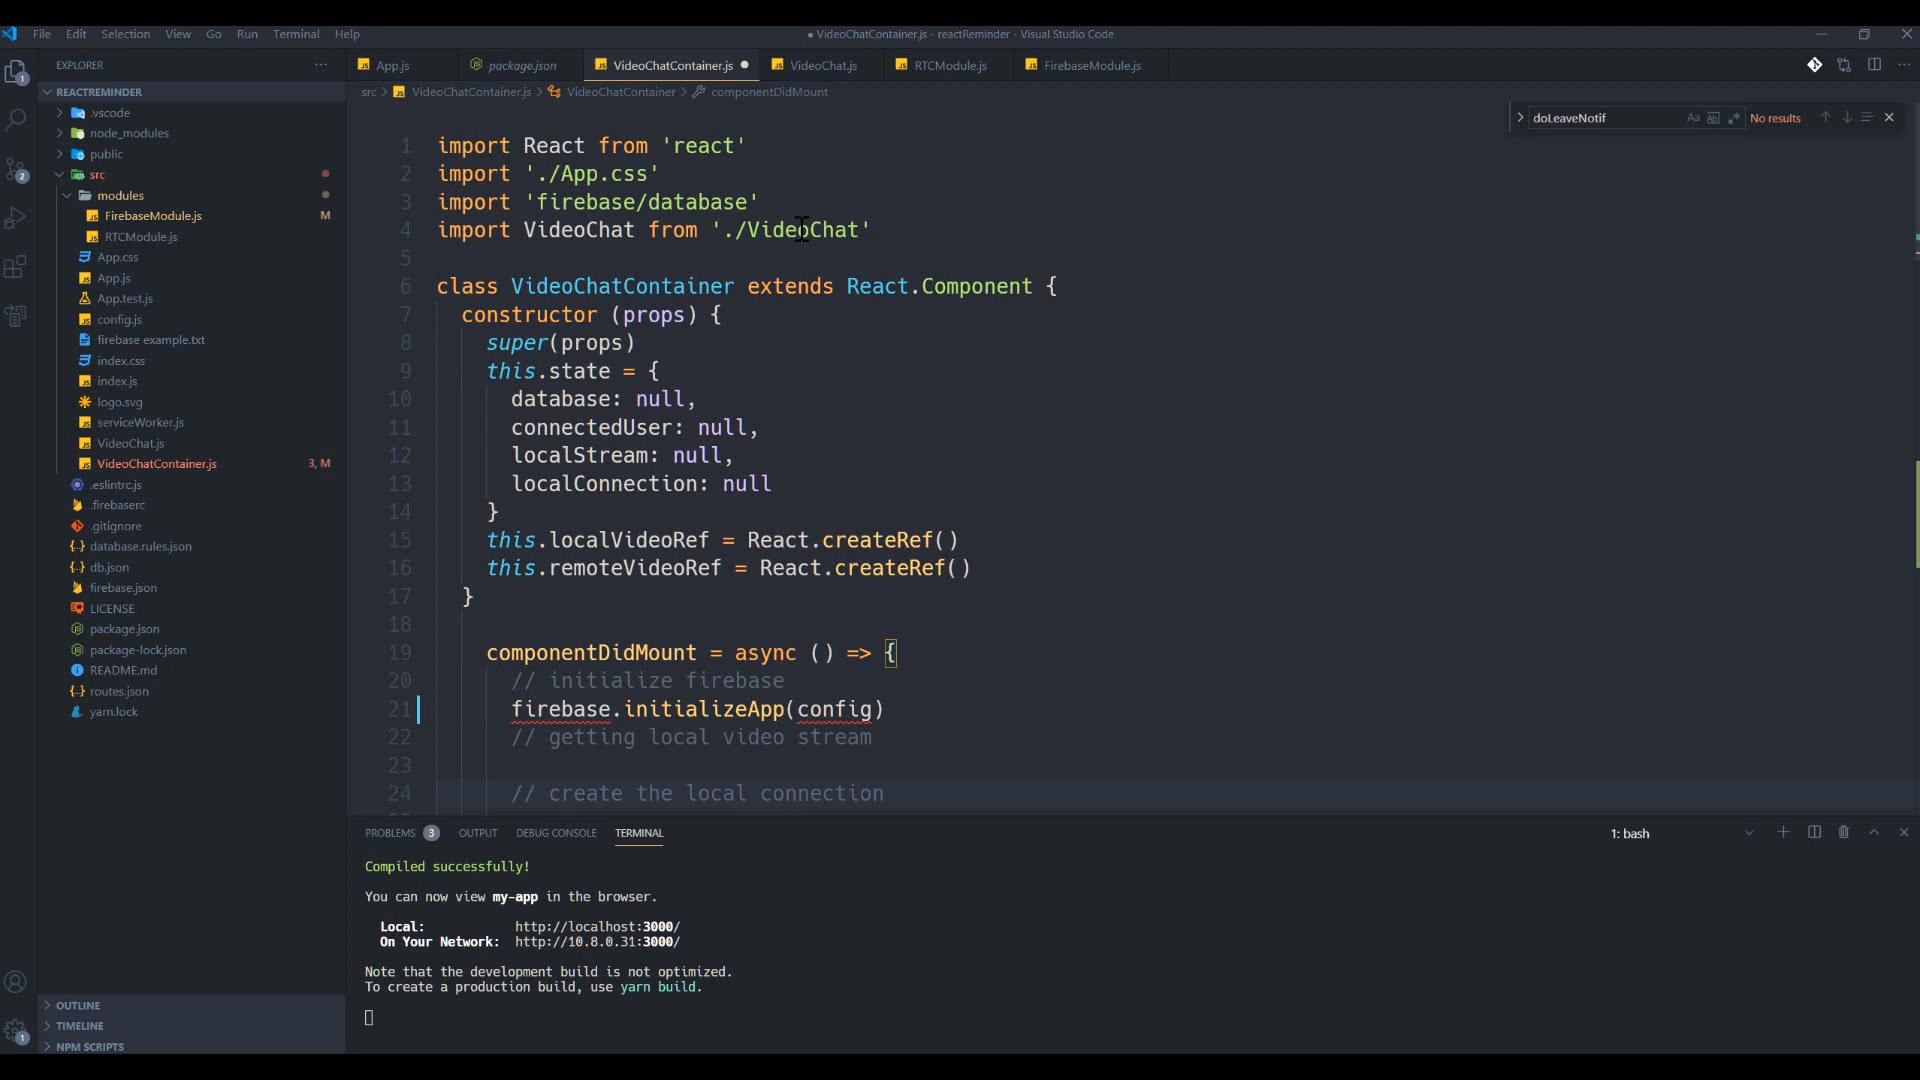 File Edit Selection View Go Run Terminal Help
● VideoChatContainer.js - reactReminder - Visual Studio Code
EXPLORER
App.js
package.json
VideoChatContainer.js
VideoChat.js
RTCModule.js
FirebaseModule.js
REACTREMINDER
.vscode
node_modules
public
src
modules
FirebaseModule.js M
RTCModule.js
App.css
App.js
App.test.js
config.js
firebase example.txt
index.css
index.js
logo.svg
serviceWorker.js
VideoChat.js
VideoChatContainer.js 3, M
.eslintrc.js
.firebaserc
.gitignore
database.rules.json
db.json
firebase.json
LICENSE
package.json
package-lock.json
README.md
routes.json
yarn.lock
OUTLINE
TIMELINE
NPM SCRIPTS
1
2
1
src > VideoChatContainer.js > VideoChatContainer > componentDidMount
doLeaveNotif Aa Abl .* No results
1 import React from 'react'
2 import './App.css'
3 import 'firebase/database'
4 import VideoChat from './VideoChat'
5
6 class VideoChatContainer extends React.Component {
7 constructor (props) {
8 super(props)
9 this.state = {
10 database: null,
11 connectedUser: null,
12 localStream: null,
13 localConnection: null
14 }
15 this.localVideoRef = React.createRef()
16 this.remoteVideoRef = React.createRef()
17 }
18
19 componentDidMount = async () => {
20 // initialize firebase
21 firebase.initializeApp(config)
22 // getting local video stream
23
24 // create the local connection
PROBLEMS 3 OUTPUT DEBUG CONSOLE TERMINAL
1: bash
Compiled successfully!
You can now view my-app in the browser.
Local: http://localhost:3000/
On Your Network: http://10.8.0.31:3000/
Note that the development build is not optimized.
To create a production build, use yarn build.